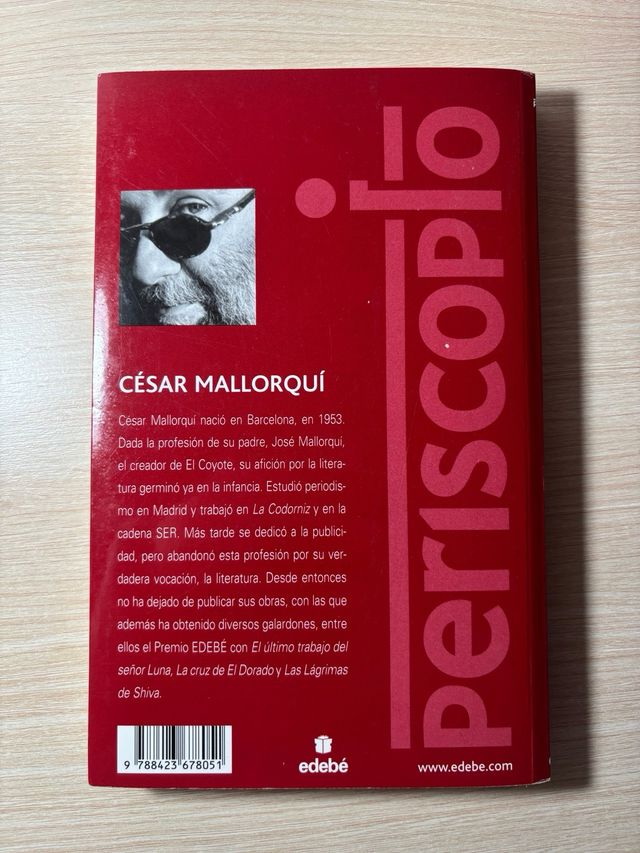 CÉSAR MALLORQUÍ
César Mallorquí nació en Barcelona, en 1953.
Dada la profesión de su padre, José Mallorquí,
el creador de El Coyote, su afición por la litera-
tura germinó ya en la infancia. Estudió periodis-
mo en Madrid y trabajó en La Codorniz y en la
cadena SER. Más tarde se dedicó a la publici-
dad, pero abandonó esta profesión por su ver-
dadera vocación, la literatura. Desde entonces
no ha dejado de publicar sus obras, con las que
además ha obtenido diversos galardones, entre
ellos el Premio EDEBÉ con El último trabajo del
señor Luna, La cruz de El Dorado y Las Lágrimas
de Shiva.
9 788423 678051
edebé
www.edebe.com
periscopio